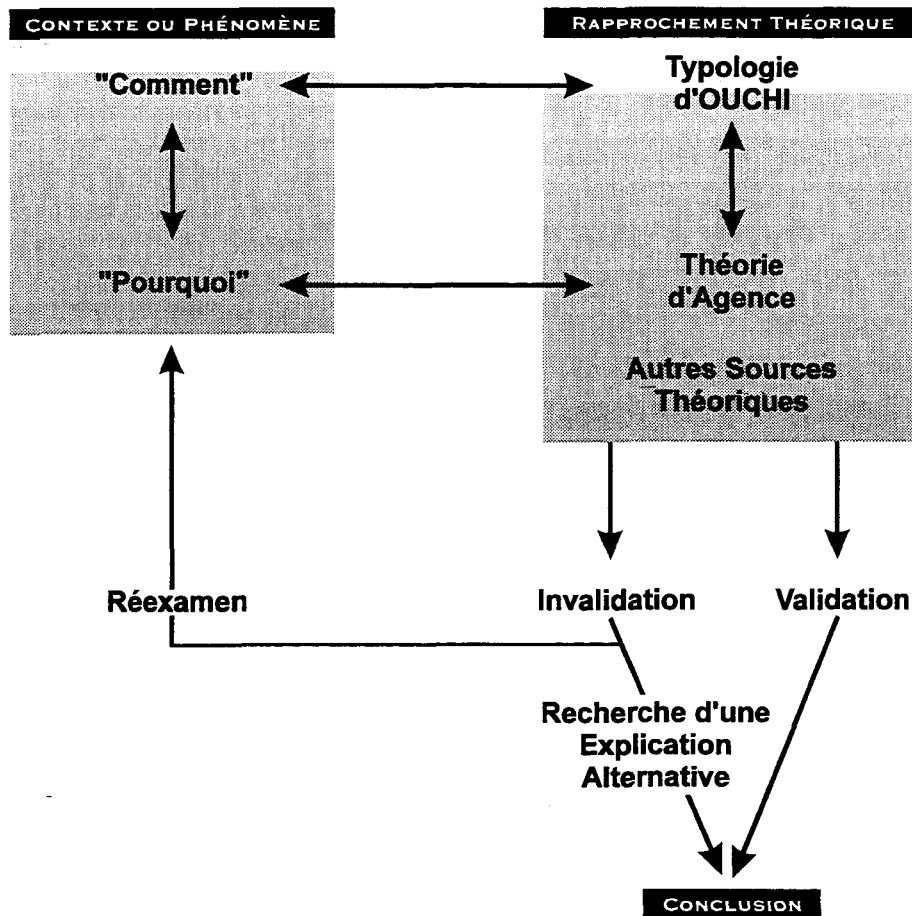 CONTEXTE OU PHÉNOMÈNE
RAPPROCHEMENT THÉORIQUE
"Comment"
Typologie
d'OUCHI
"Pourquoi"
Théorie
d'Agence
Autres Sources
Théoriques
Réexamen
Invalidation
Validation
Recherche d'une
Explication
Alternative
CONCLUSION